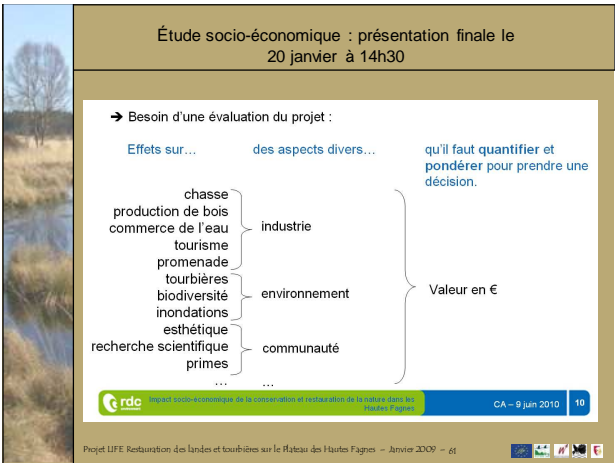 Étude socio-économique : présentation finale le
20 janvier à 14h30
➔ Besoin d'une évaluation du projet :
Effets sur…
des aspects divers…
qu'il faut quantifier et
pondérer pour prendre une
décision.
chasse
production de bois
commerce de l'eau
tourisme
promenade
industrie
tourbières
biodiversité
inondations
environnement
esthétique
recherche scientifique
primes
communauté
…
…
Valeur en €
rdc
Impact socio-économique de la conservation et restauration de la nature dans les
Hautes Fagnes
CA – 9 juin 2010
10
Projet LIFE Restauration des landes et tourbières sur le Plateau des Hautes Fagnes – Janvier 2009 – 61